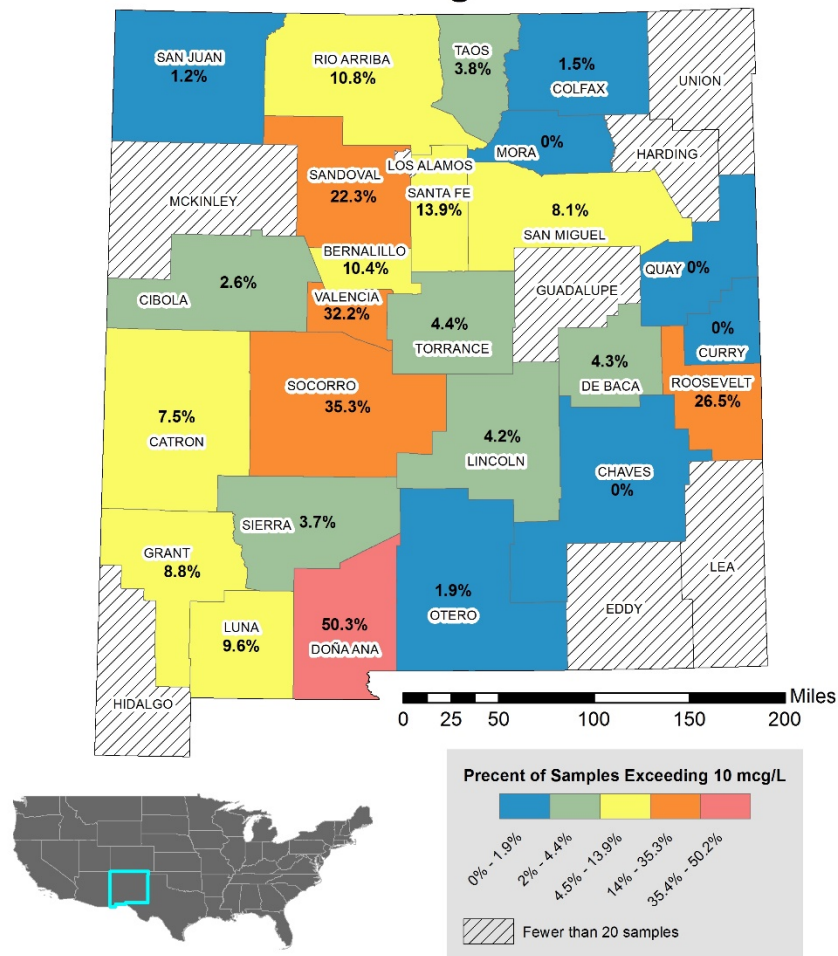 SAN JUAN
1.2%
RIO ARRIBA
10.8%
TAOS
3.8%
1.5%
COLFAX
UNION
0%
MORA
HARDING
LOS ALAMOS
SANDOVAL
22.3%
SANTA FE
13.9%
MCKINLEY
8.1%
SAN MIGUEL
BERNALILLO
10.4%
QUAY 0%
2.6%
CIBOLA
GUADALUPE
VALENCIA
32.2%
4.4%
TORRANCE
0%
CURRY
4.3%
DE BACA
ROOSEVELT
26.5%
SOCORRO
35.3%
7.5%
CATRON
4.2%
LINCOLN
CHAVES
0%
SIERRA 3.7%
GRANT
8.8%
LEA
1.9%
OTERO
EDDY
LUNA
9.6%
50.3%
DOÑA ANA
HIDALGO
Miles
0 25 50 100 150 200
Precent of Samples Exceeding 10 mcg/L
0% - 1.9%
2% - 4.4%
4.5% - 13.9%
14% - 35.3%
35.4% - 50.2%
Fewer than 20 samples